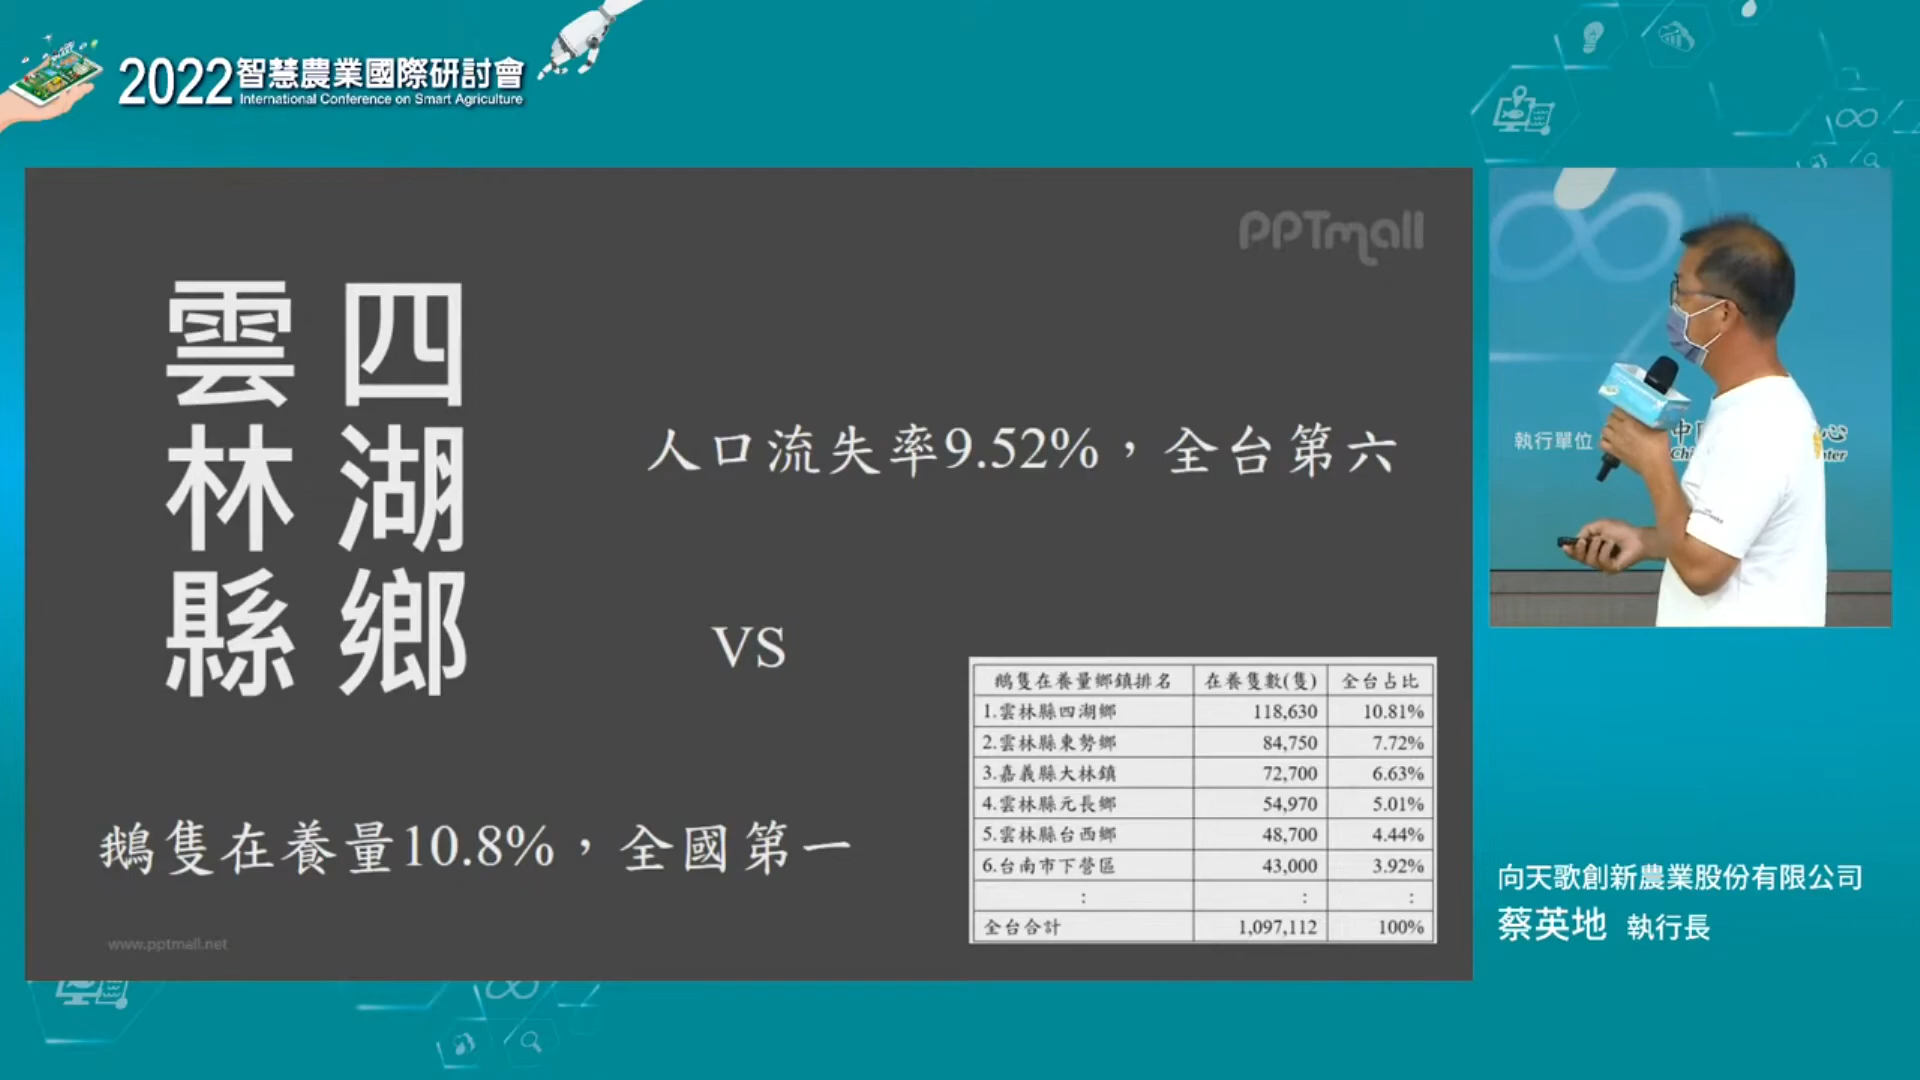 2022智慧農業國際研討會
International Conference on Smart Agriculture
PPTmall
雲林縣
四湖鄉
人口流失率9.52%，全台第六
VS
鵝隻在養量10.8%，全國第一
鵝隻在養量鄉鎮排名 在養隻數(隻) 全台占比
1.雲林縣四湖鄉 118,630 10.81%
2.雲林縣東勢鄉 84,750 7.72%
3.嘉義縣大林鎮 72,700 6.63%
4.雲林縣元長鄉 54,970 5.01%
5.雲林縣台西鄉 48,700 4.44%
6.台南市下營區 43,000 3.92%
: : :
全台合計 1,097,112 100%
www.pptmall.net
執行單位
中 心
向天歌創新農業股份有限公司
蔡英地 執行長